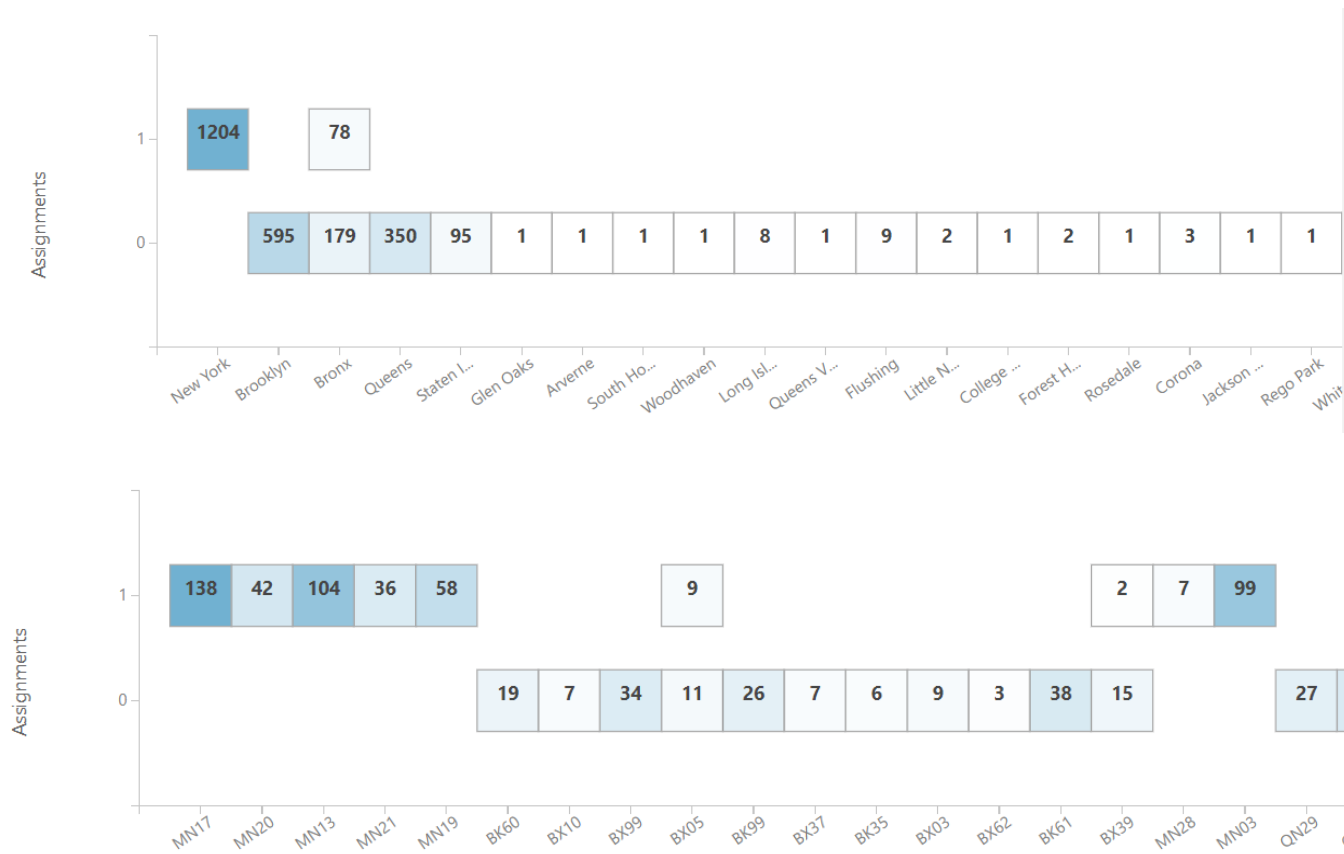 1204 78
1
Assignments
595 179 350 95 1 1 1 1 8 1 9 2 1 2 1 3 1 1
0
New York Brooklyn Bronx Queens Staten I... Glen Oaks Arverne South Ho... Woodhaven Long Isl... Queens V... Flushing Little N... College ... Forest H... Rosedale Corona Jackson ... Rego Park Whit
138 42 104 36 58 9 2 7 99
1
Assignments
19 7 34 11 26 7 6 9 3 38 15 27
0
MN17 MN20 MN13 MN21 MN19 BK60 BX10 BX99 BX05 BK99 BX37 BK35 BX03 BX62 BK61 BX39 MN28 MN03 QN29